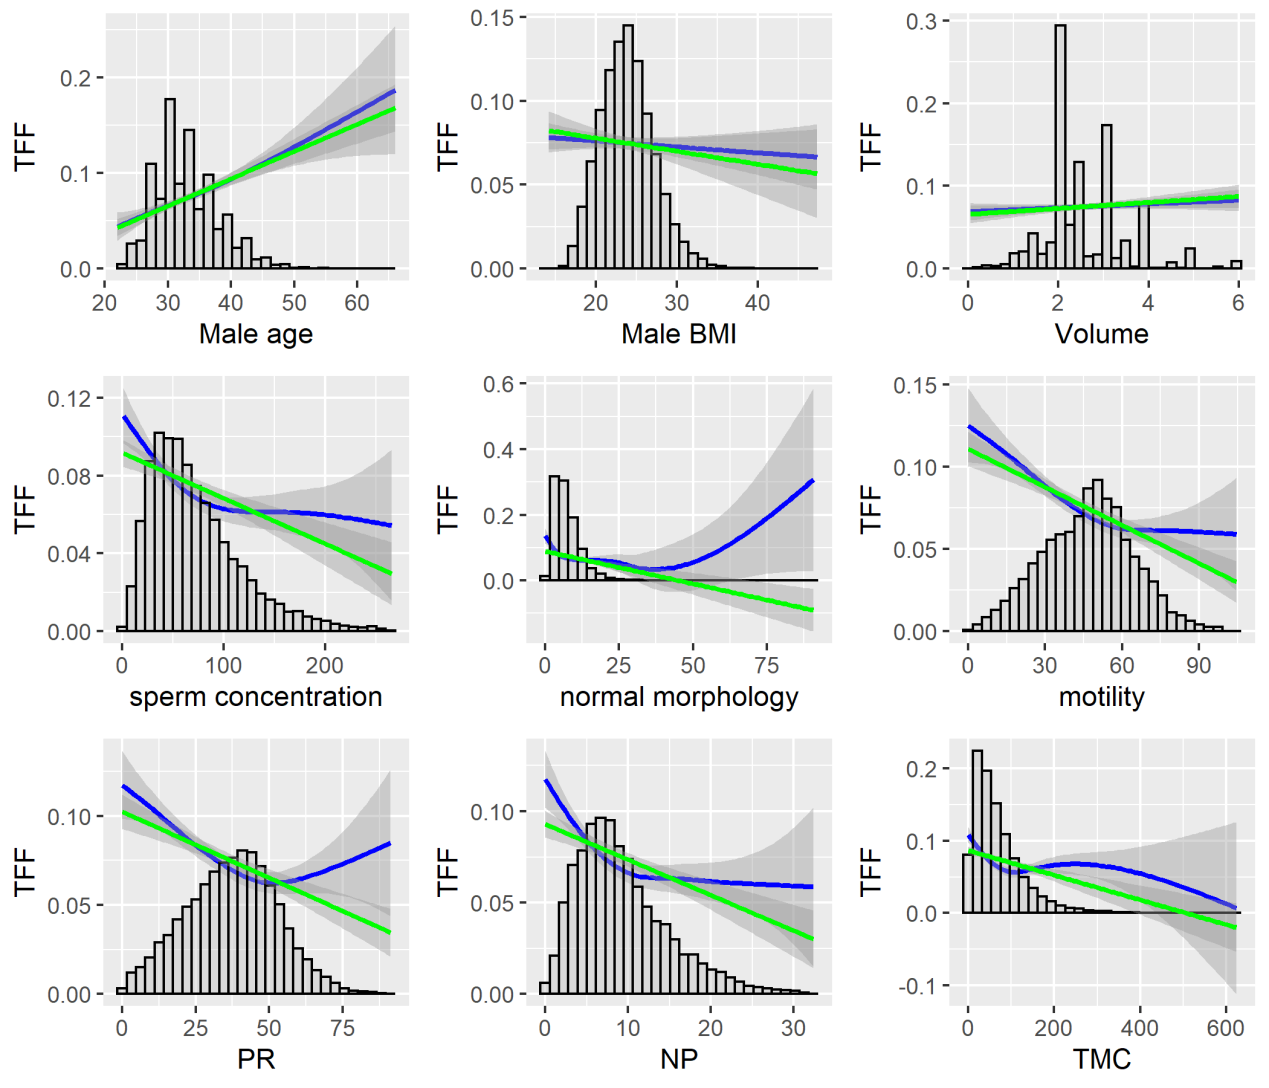 TFF
0.2
0.1
0.0
20 30 40 50 60
Male age
TFF
0.15
0.10
0.05
0.00
20 30 40
Male BMI
TFF
0.3
0.2
0.1
0.0
0 2 4 6
Volume
TFF
0.12
0.08
0.04
0.00
0 100 200
sperm concentration
TFF
0.6
0.4
0.2
0.0
0 25 50 75
normal morphology
TFF
0.15
0.10
0.05
0.00
0 30 60 90
motility
TFF
0.10
0.05
0.00
0 25 50 75
PR
TFF
0.10
0.05
0.00
0 10 20 30
NP
TFF
0.2
0.1
0.0
-0.1
0 200 400 600
TMC